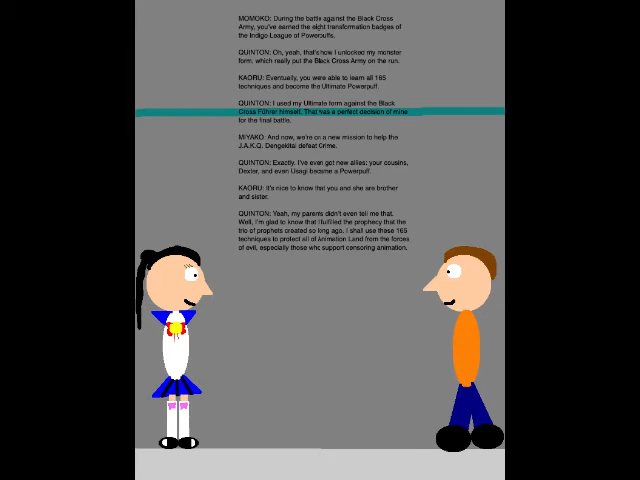 MOMOKO: During the battle against the Black Cross
Army, you've earned the eight transformation badges of
the Indigo League of Powerpuffs.
QUINTON: Oh, yeah, that's how I unlocked my monster
form, which really put the Black Cross Army on the run.
KAORU: Eventually, you were able to learn all 165
techniques and become the Ultimate Powerpuff.
QUINTON: I used my Ultimate form against the Black
Cross Führer himself. That was a perfect decision of mine
for the final battle.
MIYAKO: And now, we're on a new mission to help the
J.A.K.Q. Dengekitai defeat Crime.
QUINTON: Exactly. I've even got new allies: your cousins,
Dexter, and even Usagi became a Powerpuff.
KAORU: It's nice to know that you and she are brother
and sister.
QUINTON: Yeah, my parents didn't even tell me that.
Well, I'm glad to know that I fulfilled the prophecy that the
trio of prophets created so long ago. I shall use those 165
techniques to protect all of Animation Land from the forces
of evil, especially those who support censoring animation.